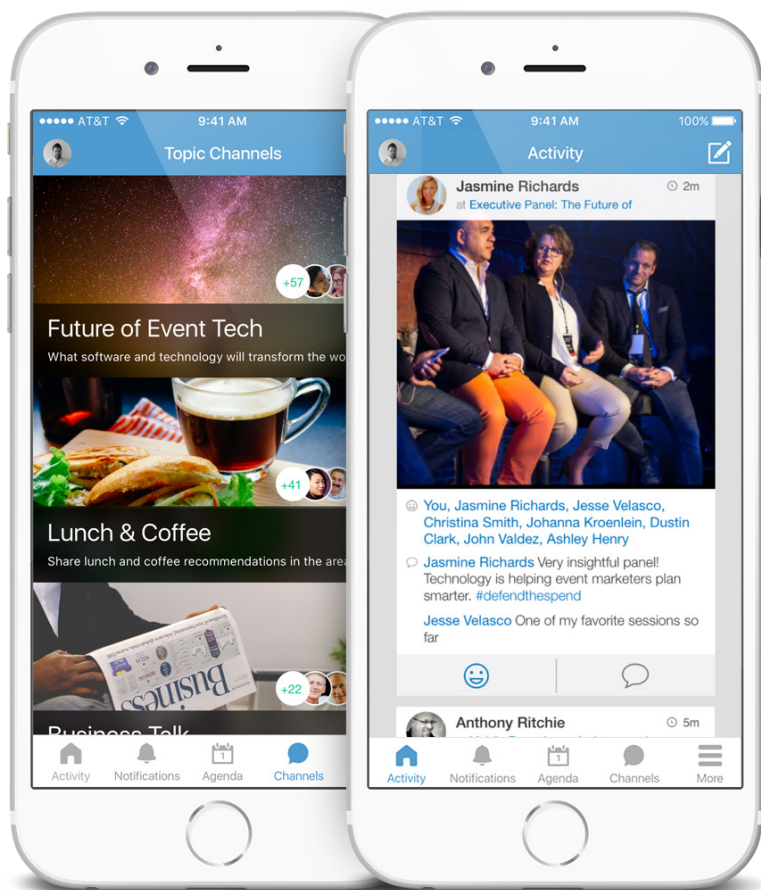 AT&T
9:41 AM
Topic Channels
+57
Future of Event Tech
What software and technology will transform the wo
+41
Lunch & Coffee
Share lunch and coffee recommendations in the area
Business
+22
Business Talk
Activity
Notifications
1
Agenda
Channels
AT&T
9:41 AM
100%
Activity
Jasmine Richards
2m
at Executive Panel: The Future of
You, Jasmine Richards, Jesse Velasco,
Christina Smith, Johanna Kroenlein, Dustin
Clark, John Valdez, Ashley Henry
Jasmine Richards Very insightful panel!
Technology is helping event marketers plan
smarter. #defendthespend
Jesse Velasco One of my favorite sessions so
far
Anthony Ritchie
5m
Activity
Notifications
1
Agenda
Channels
More